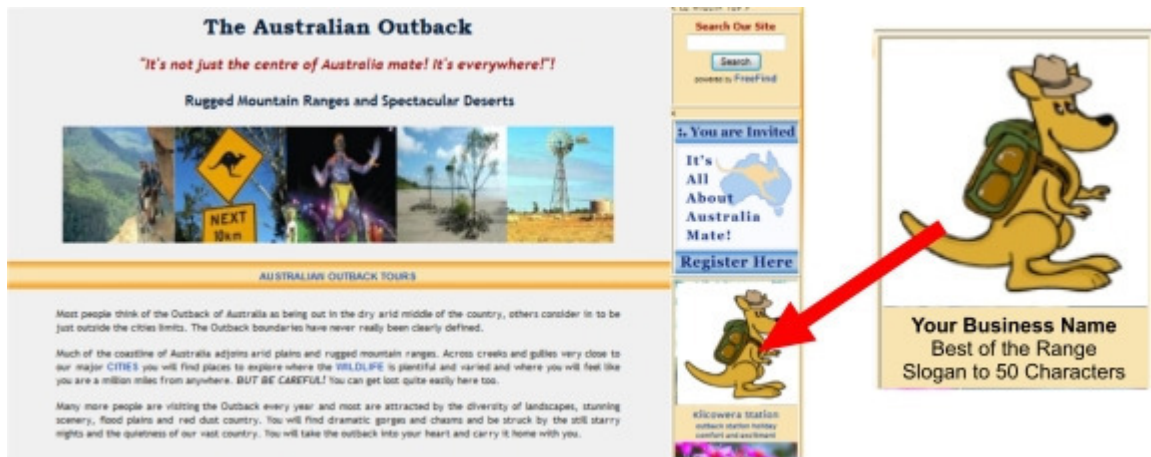 The Australian Outback
"It's not just the centre of Australia mate! It's everywhere!"!
Rugged Mountain Ranges and Spectacular Deserts
NEXT
10km
AUSTRALIAN OUTBACK TOURS
Most people think of the Outback of Australia as being out in the dry arid middle of the country, others consider in to be
just outside the cities limits. The Outback boundaries have never really been clearly defined.
Much of the coastline of Australia adjoins arid plains and rugged mountain ranges. Across creeks and gullies very close to
our major CITIES you will find places to explore where the WILDLIFE is plentiful and varied and where you will feel like
you are a million miles from anywhere. BUT BE CAREFUL! You can get lost quite easily here too.
Many more people are visiting the Outback every year and most are attracted by the diversity of landscapes, stunning
scenery, flood plains and red dust country. You will find dramatic gorges and chasms and be struck by the still starry
nights and the quietness of our vast country. You will take the outback into your heart and carry it home with you.
Search Our Site
Search
powered by FreeFind
:. You are Invited
It's
All
About
Australia
Mate!
Register Here
Kilcowera Station
outback station holiday
comfort and excitment
Your Business Name
Best of the Range
Slogan to 50 Characters